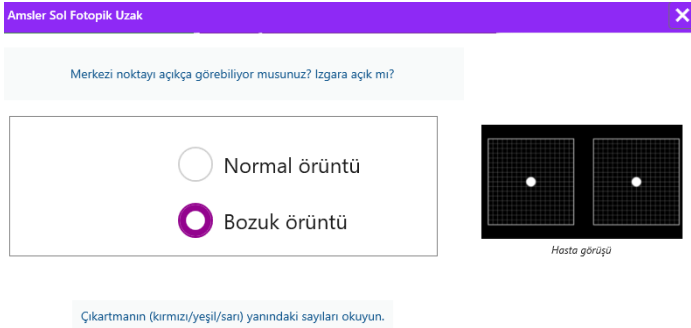 Amsler Sol Fotopik Uzak
Merkezi noktayı açıkça görebiliyor musunuz? Izgara açık mı?
Normal örüntü
Bozuk örüntü
Hasta görüşü
Çıkartmanın (kırmızı/yeşil/sarı) yanındaki sayıları okuyun.